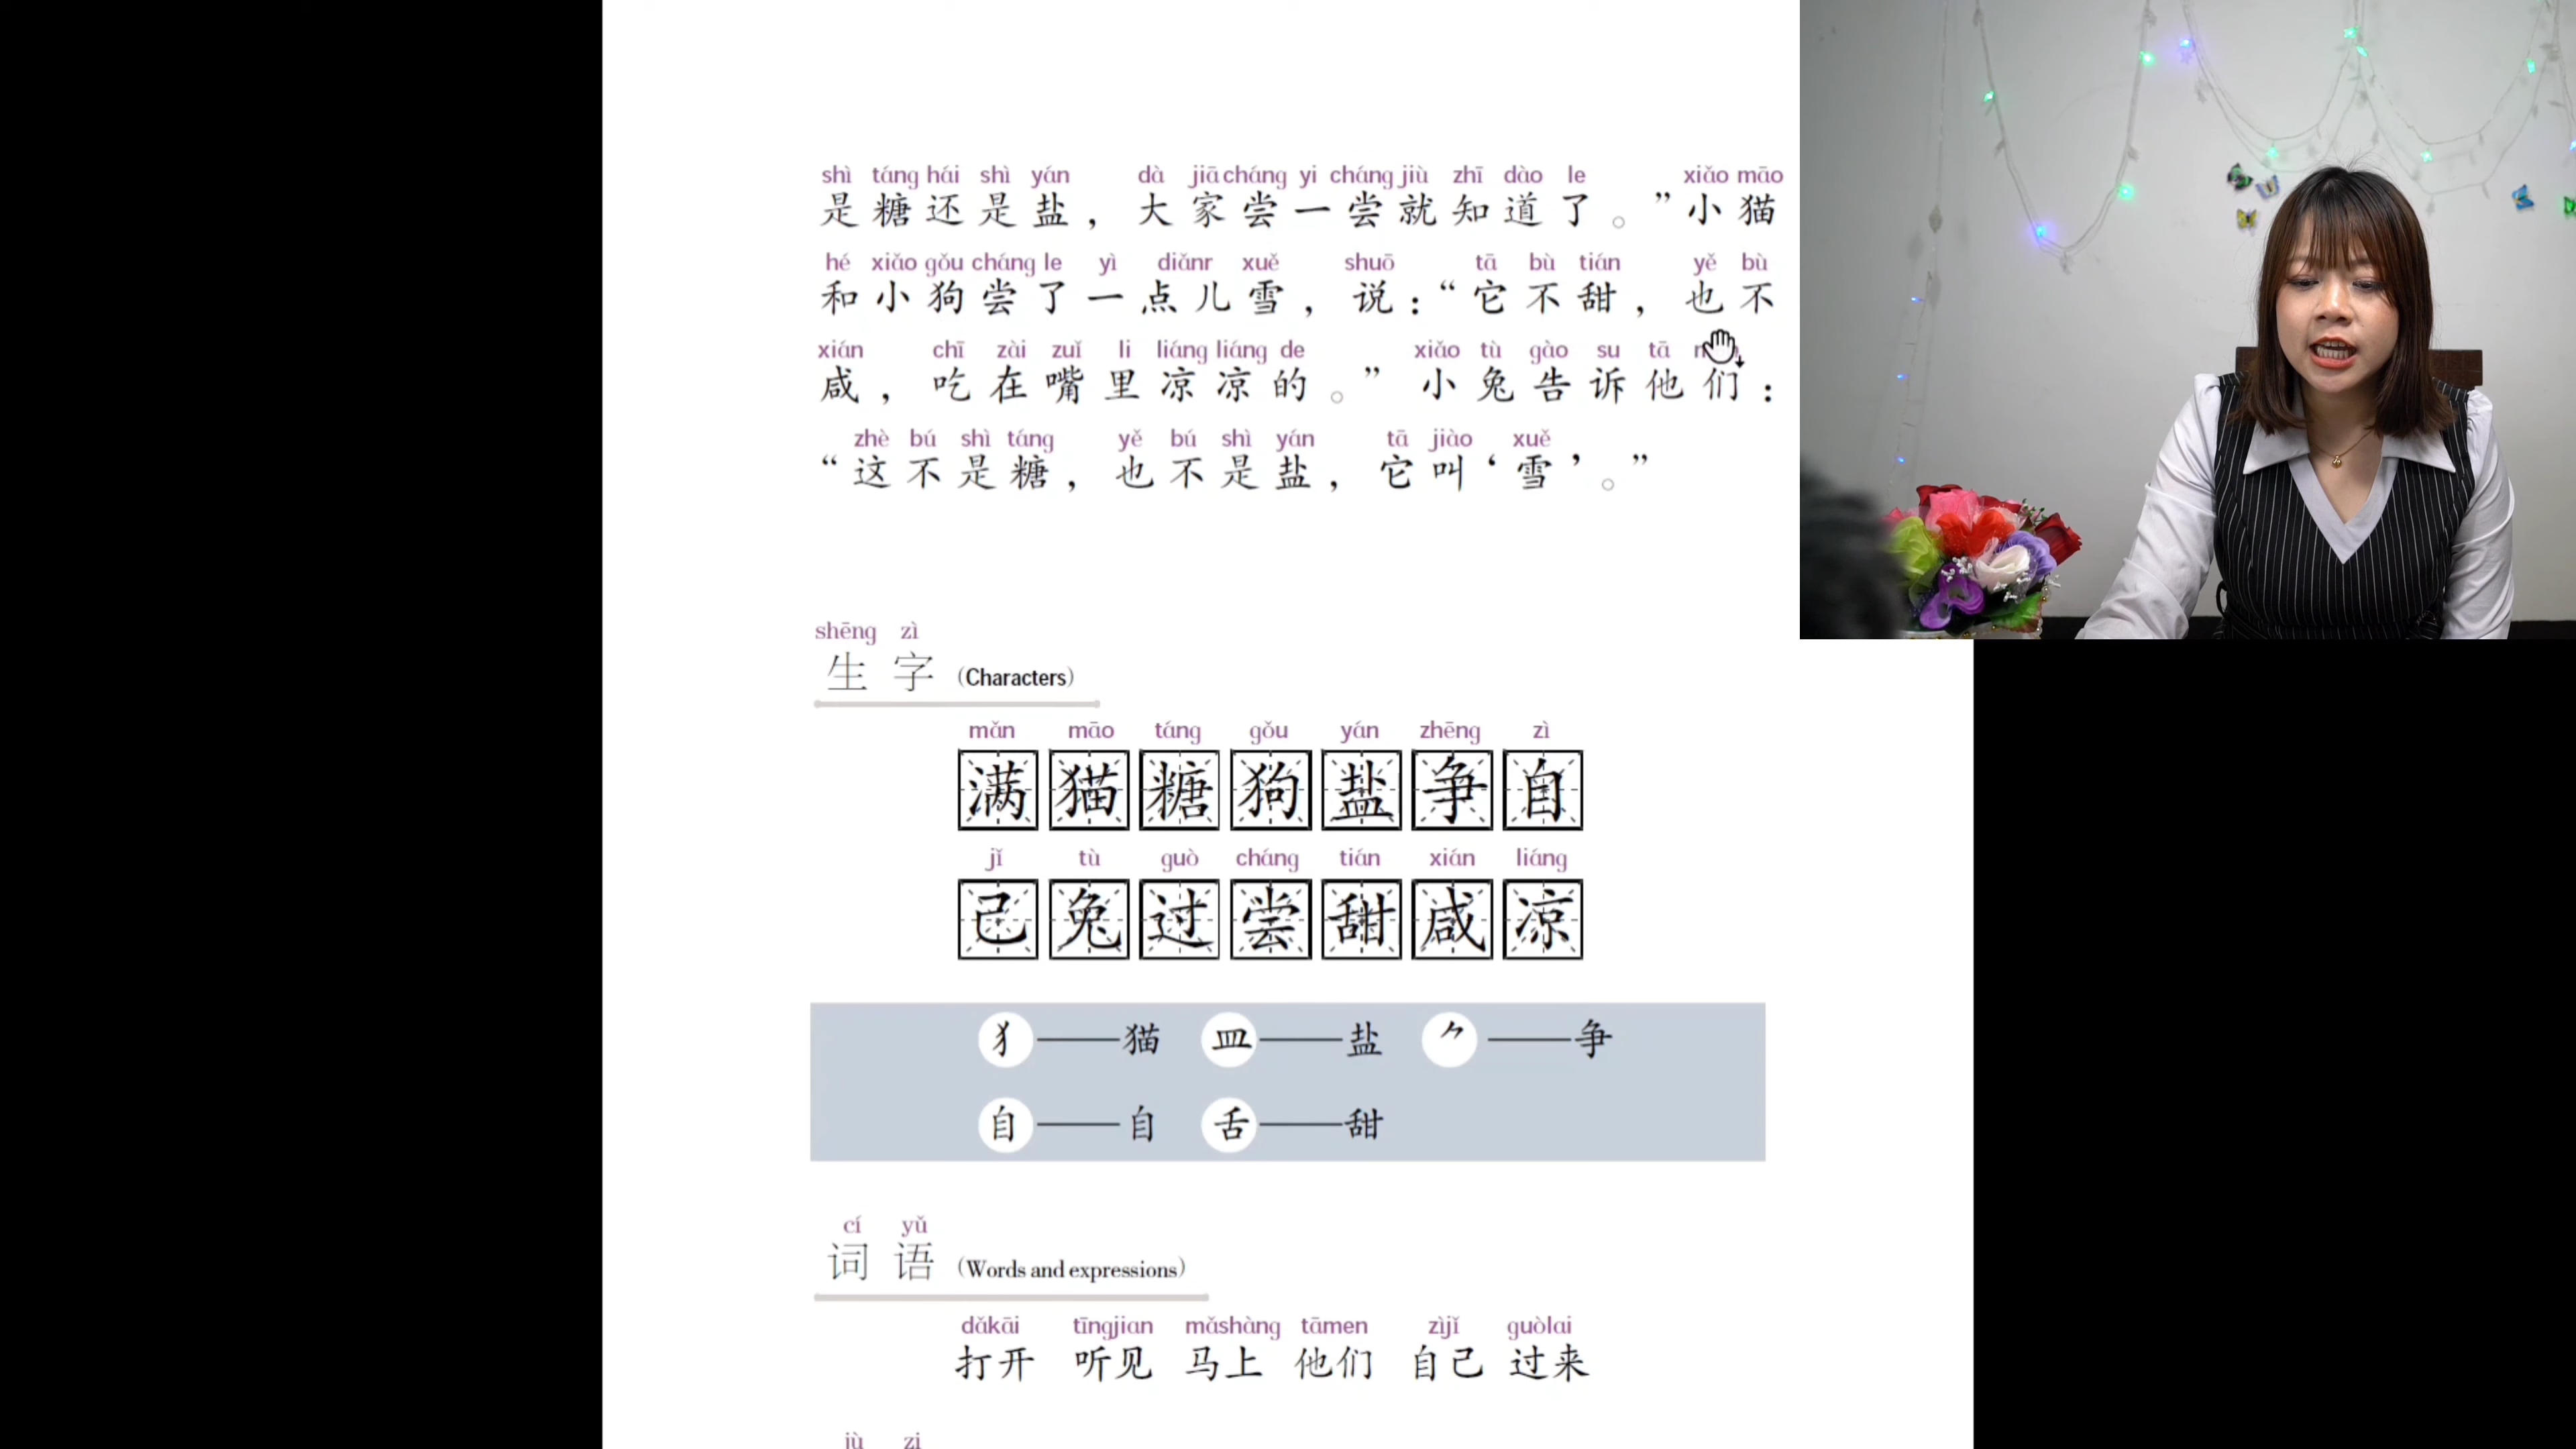 shì táng hái shì yán dà jiā cháng yi cháng jiù zhī dào le xiǎo māo
是糖还是盐，大家尝一尝就知道了。”小猫
hé xiǎo gǒu cháng le yì diǎnr xuě shuō tā bù tián yě bù
和小狗尝了一点儿雪，说：“它不甜，也不
xián chī zài zuǐ li liáng liáng de xiǎo tù gào su tā
咸，吃在嘴里凉凉的。”小兔告诉他们：
zhè bú shì táng yě bú shì yán tā jiào xuě
“这不是糖，也不是盐，它叫‘雪’。”
shēng zì
生字（Characters）
mǎn māo táng gǒu yán zhēng zì
满 猫 糖 狗 盐 争 自
jǐ tù guò cháng tián xián liáng
己 兔 过 尝 甜 咸 凉
犭——猫 皿——盐 ⺈——争
自——自 舌——甜
cí yǔ
词语（Words and expressions）
dǎkāi tīngjian mǎshàng tāmen zìjǐ guòlai
打开 听见 马上 他们 自己 过来
jù zi